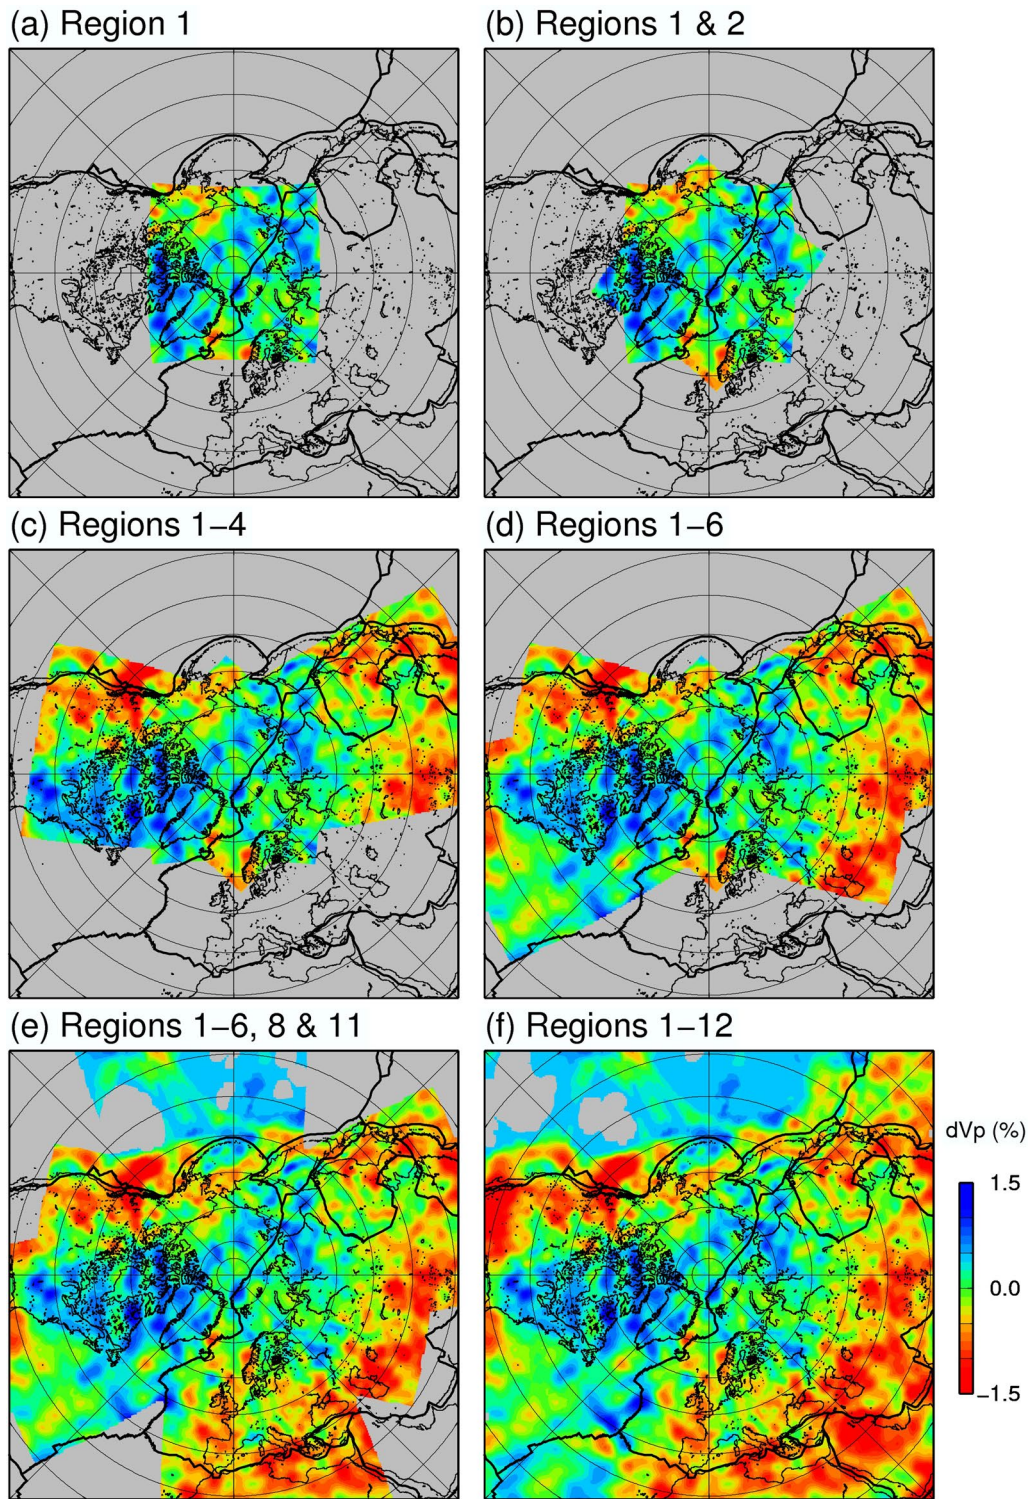 (a) Region 1
(b) Regions 1 & 2
(c) Regions 1−4
(d) Regions 1−6
(e) Regions 1−6, 8 & 11
(f) Regions 1−12
dVp (%)
1.5
0.0
−1.5